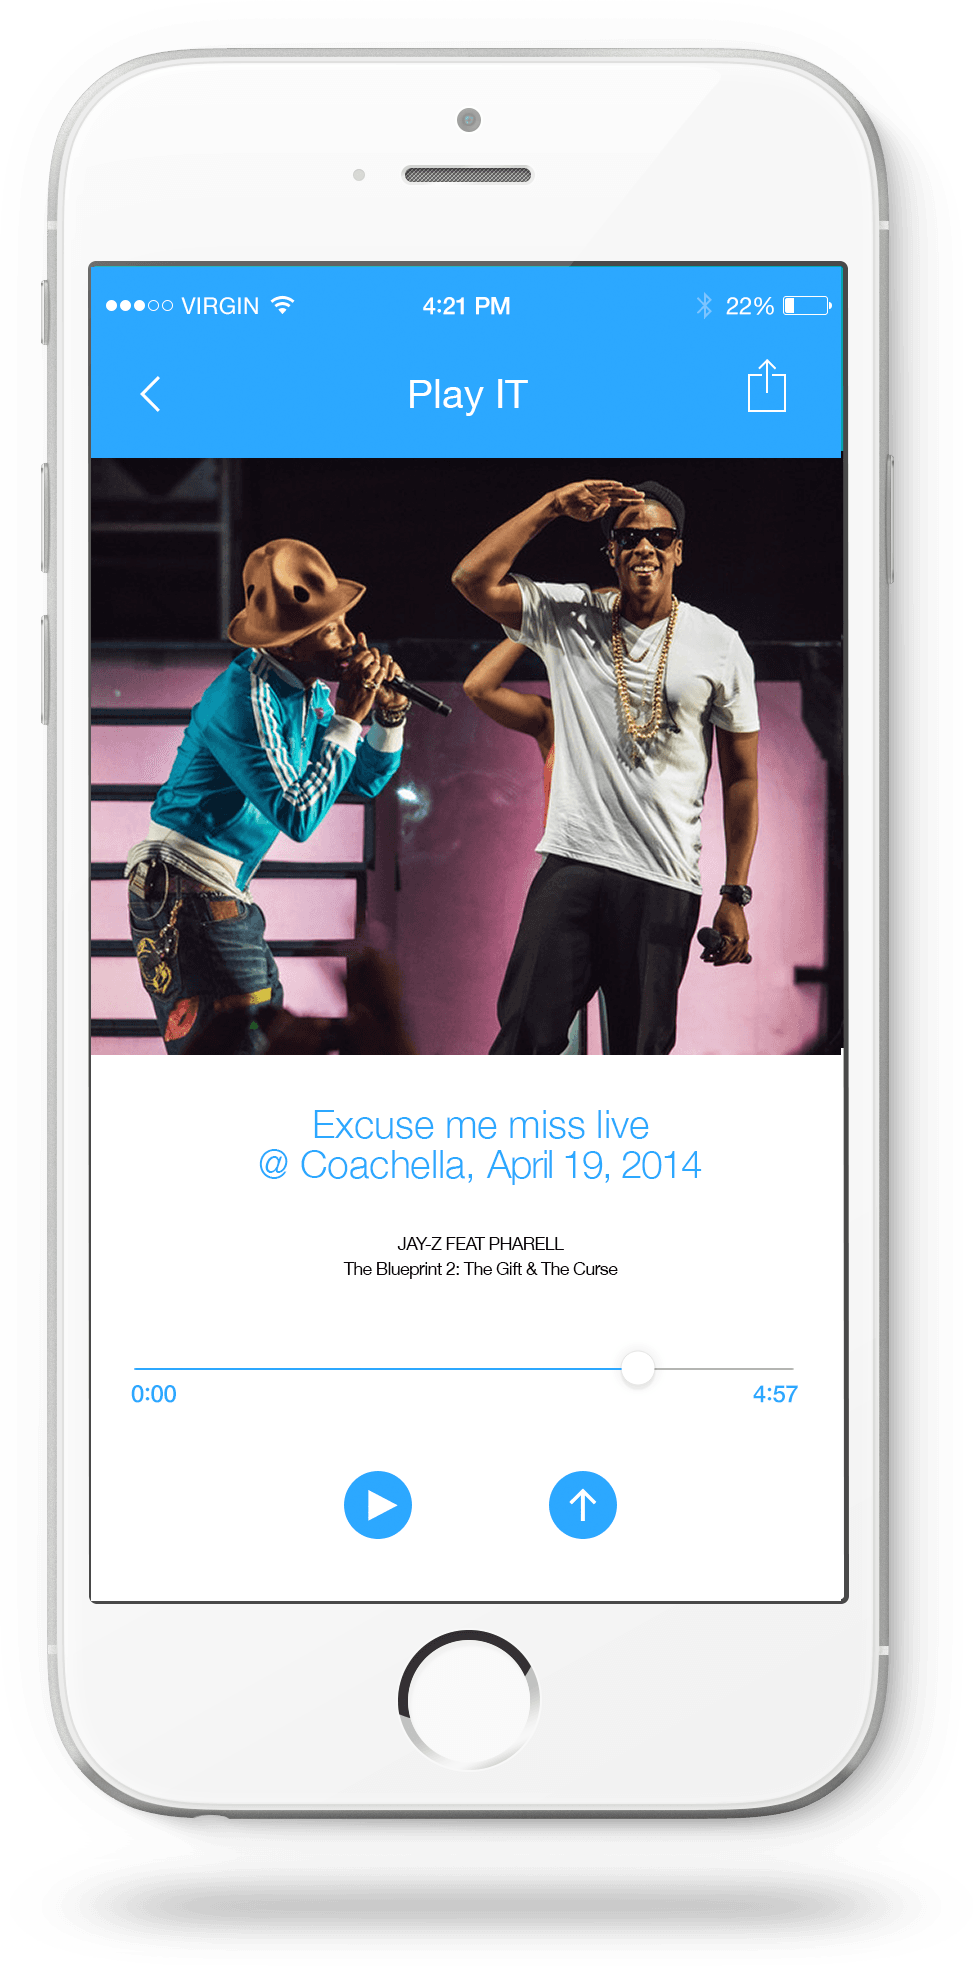 VIRGIN 4:21 PM 22%
Play IT
Excuse me miss live
@ Coachella, April 19, 2014
JAY-Z FEAT PHARELL
The Blueprint 2: The Gift & The Curse
0:00 4:57